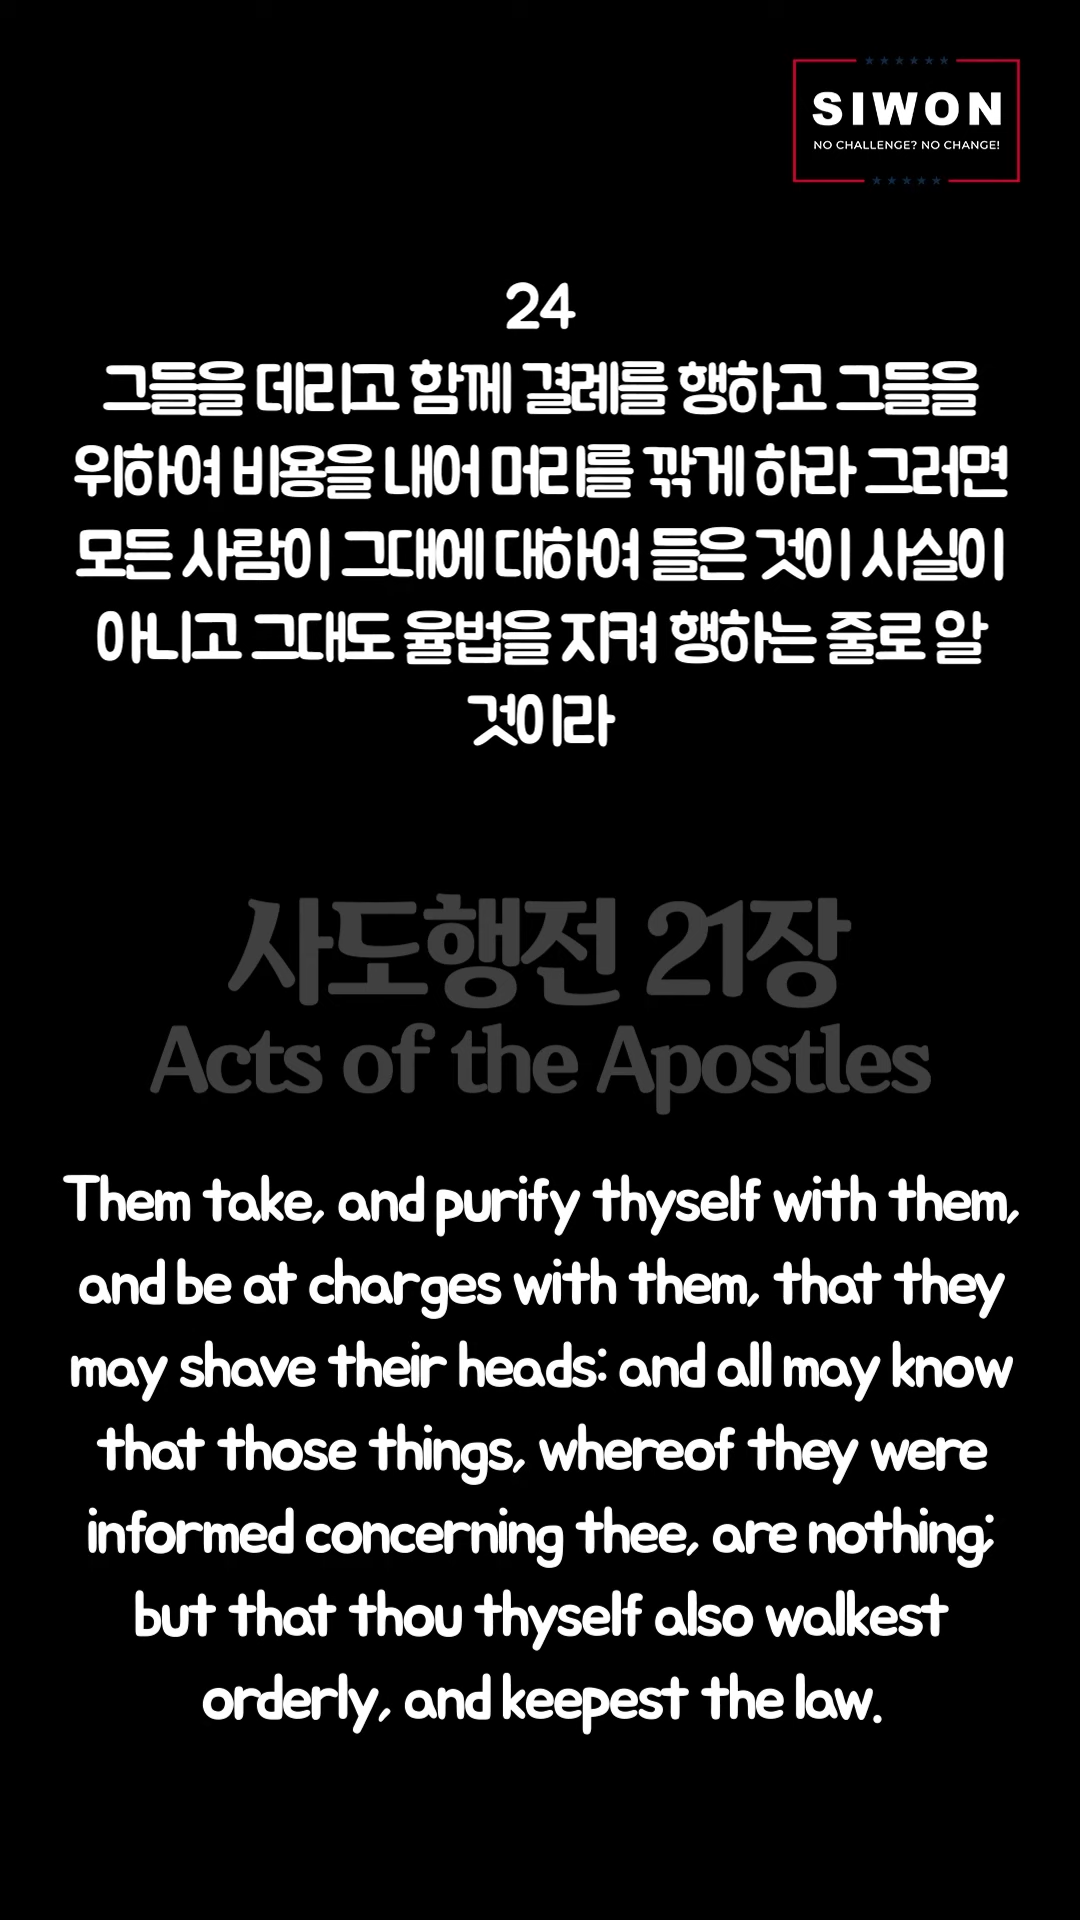 SIWON
NO CHALLENGE? NO CHANGE!
24
그들을 데리고 함께 결례를 행하고 그들을
위하여 비용을 내어 머리를 깎게 하라 그러면
모든 사람이 그대에 대하여 들은 것이 사실이
아니고 그대도 율법을 지켜 행하는 줄로 알
것이라
사도행전 21장
Acts of the Apostles
Them take, and purify thyself with them,
and be at charges with them, that they
may shave their heads: and all may know
that those things, whereof they were
informed concerning thee, are nothing;
but that thou thyself also walkest
orderly, and keepest the law.